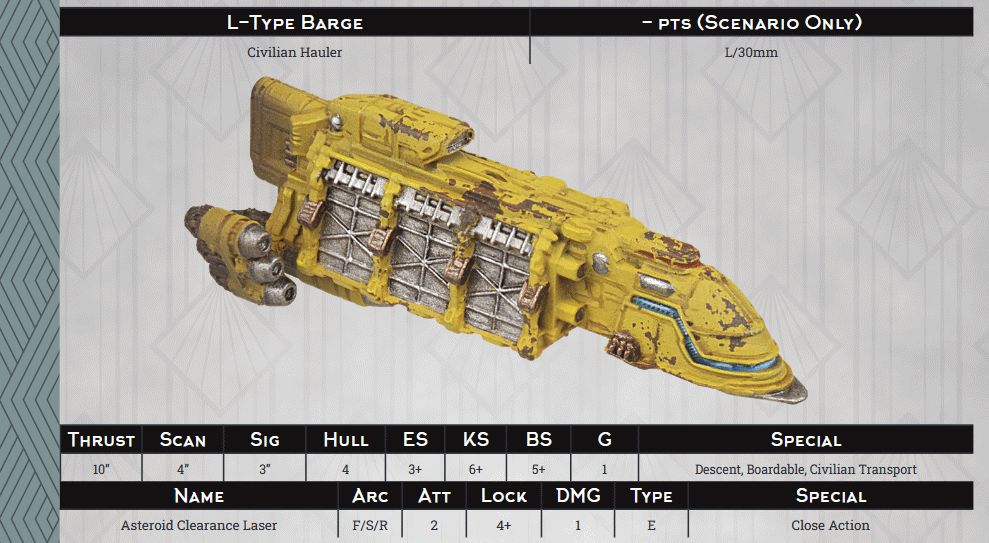 L-Type Barge - pts (Scenario Only)
Civilian Hauler L/30mm
Thrust Scan Sig Hull ES KS BS G Special
10" 4" 3" 4 3+ 6+ 5+ 1 Descent, Boardable, Civilian Transport
Name Arc Att Lock DMG Type Special
Asteroid Clearance Laser F/S/R 2 4+ 1 E Close Action